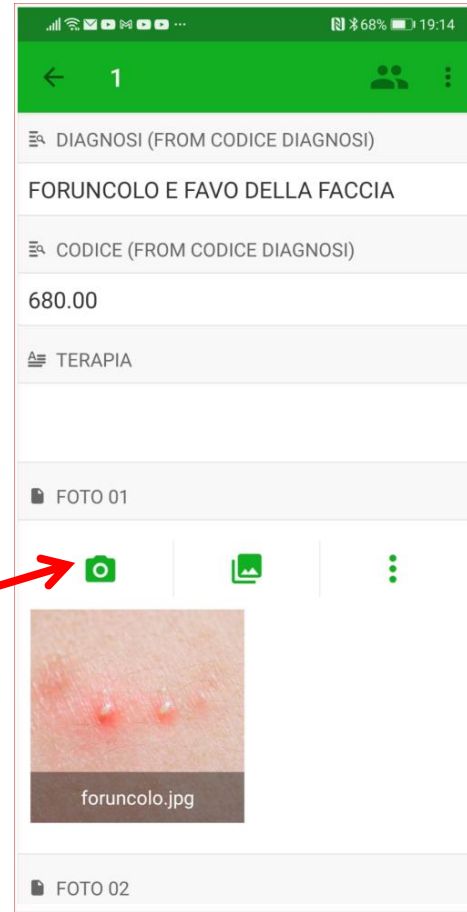 68% 19:14
1
DIAGNOSI (FROM CODICE DIAGNOSI)
FORUNCOLO E FAVO DELLA FACCIA
CODICE (FROM CODICE DIAGNOSI)
680.00
TERAPIA
FOTO 01
foruncolo.jpg
FOTO 02